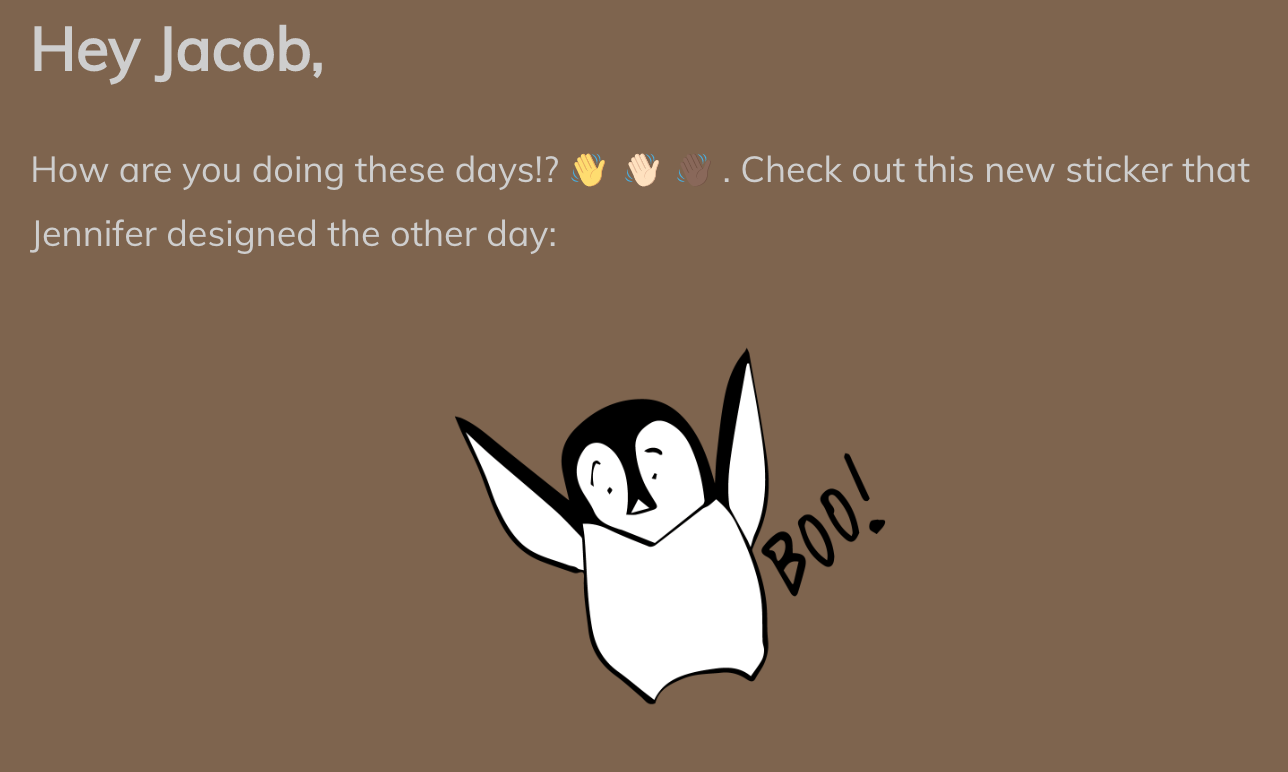 Hey Jacob,
How are you doing these days!? 👋 👋🏻 👋🏿 . Check out this new sticker that
Jennifer designed the other day:
BOO!